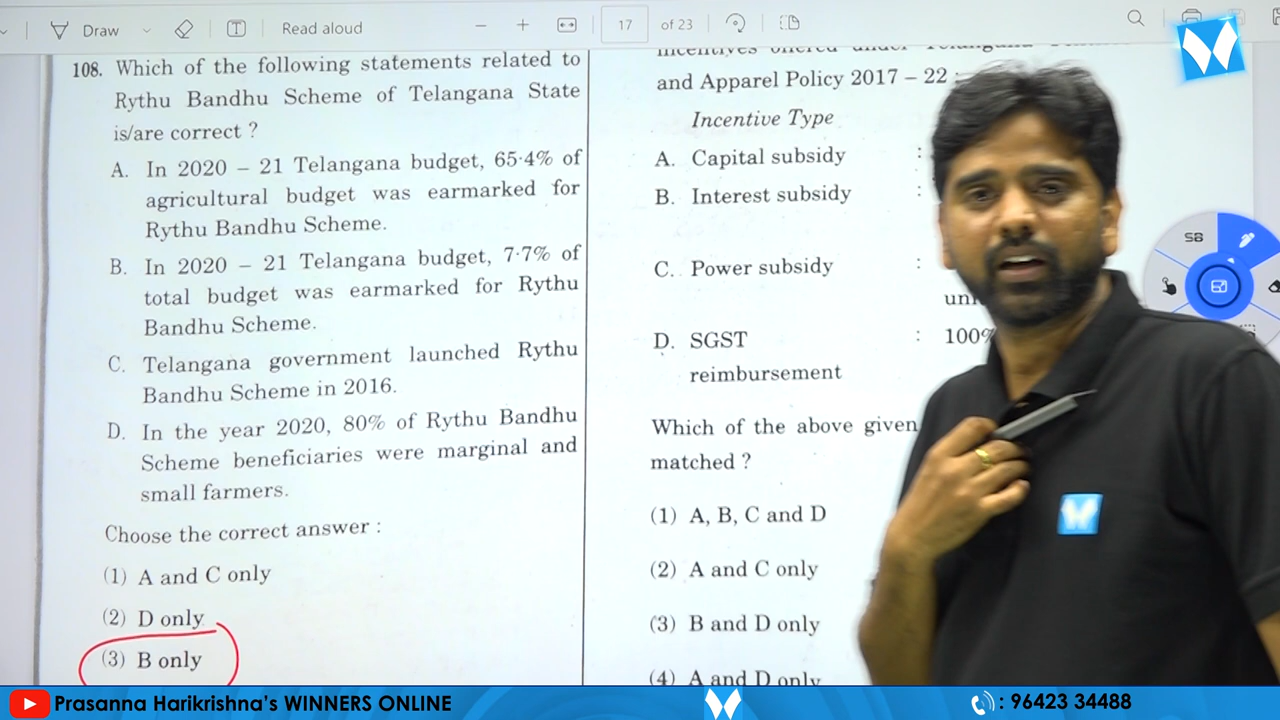 Draw
Read aloud
17
of 23
108. Which of the following statements related to
Rythu Bandhu Scheme of Telangana State
is/are correct ?
A. In 2020 – 21 Telangana budget, 65·4% of
agricultural budget was earmarked for
Rythu Bandhu Scheme.
B. In 2020 – 21 Telangana budget, 7·7% of
total budget was earmarked for Rythu
Bandhu Scheme.
C. Telangana government launched Rythu
Bandhu Scheme in 2016.
D. In the year 2020, 80% of Rythu Bandhu
Scheme beneficiaries were marginal and
small farmers.
Choose the correct answer :
(1) A and C only
(2) D only
(3) B only
incentives offered under Telangana
and Apparel Policy 2017 – 22 :
Incentive Type
A. Capital subsidy :
B. Interest subsidy :
C. Power subsidy :
D. SGST : 100%
reimbursement
Which of the above given
matched ?
(1) A, B, C and D
(2) A and C only
(3) B and D only
(4) A and D only
58
Prasanna Harikrishna's WINNERS ONLINE
: 96423 34488